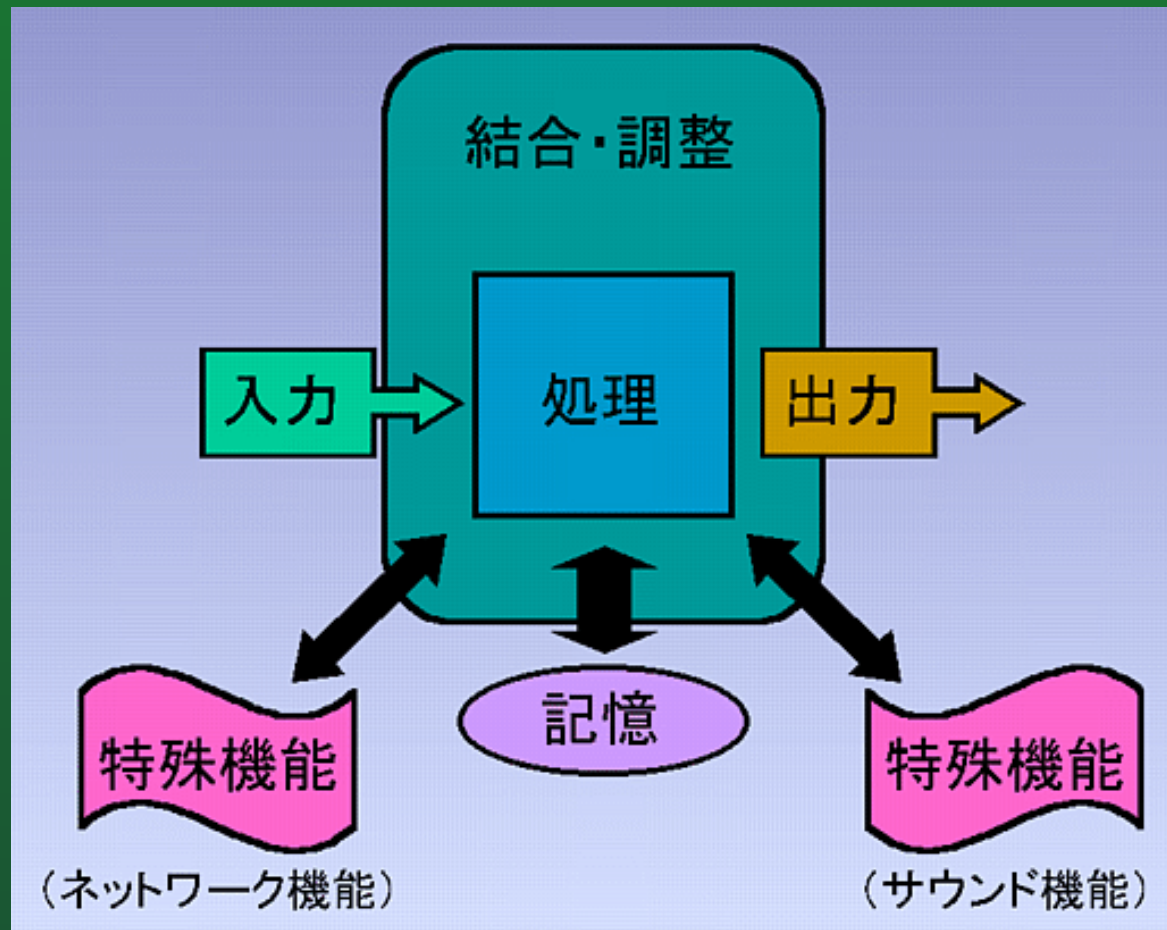 結合・調整
入力
処理
出力
記憶
特殊機能
特殊機能
（ネットワーク機能）
（サウンド機能）